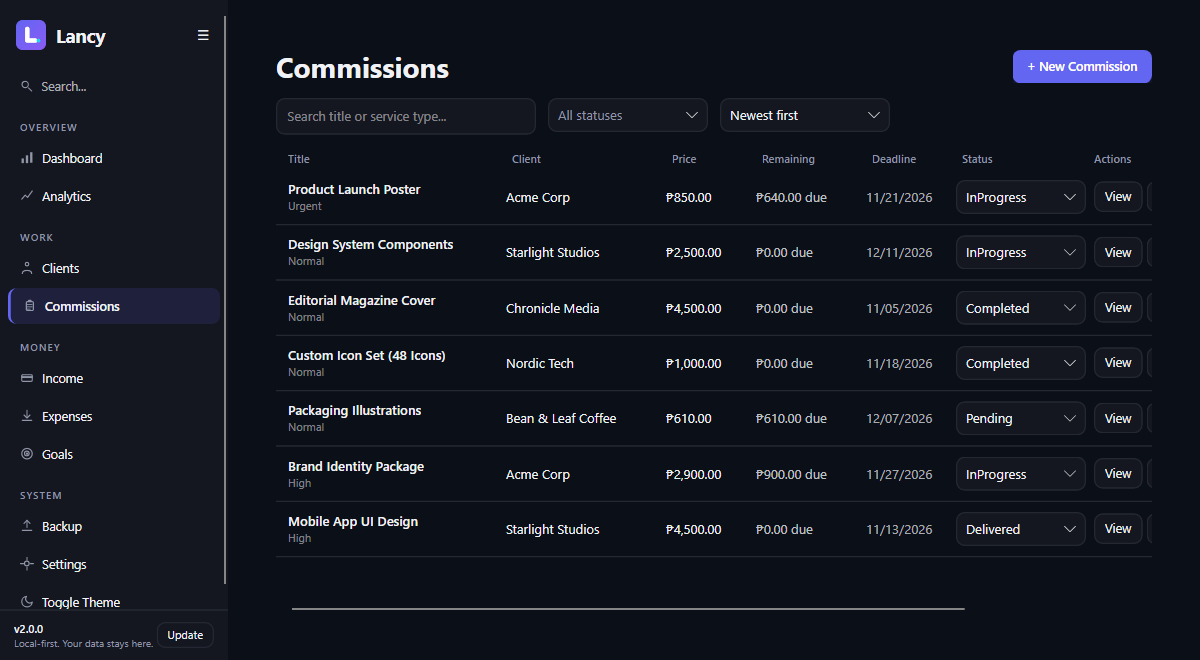 Lancy
☰
Search...
OVERVIEW
Dashboard
Analytics
WORK
Clients
Commissions
MONEY
Income
Expenses
Goals
SYSTEM
Backup
Settings
Toggle Theme
v2.0.0
Local-first. Your data stays here.
Update
Commissions
+ New Commission
Search title or service type...
All statuses
Newest first
Title Client Price Remaining Deadline Status Actions
Product Launch Poster
Urgent
Acme Corp ₱850.00 ₱640.00 due 11/21/2026 InProgress View
Design System Components
Normal
Starlight Studios ₱2,500.00 ₱0.00 due 12/11/2026 InProgress View
Editorial Magazine Cover
Normal
Chronicle Media ₱4,500.00 ₱0.00 due 11/05/2026 Completed View
Custom Icon Set (48 Icons)
Normal
Nordic Tech ₱1,000.00 ₱0.00 due 11/18/2026 Completed View
Packaging Illustrations
Normal
Bean & Leaf Coffee ₱610.00 ₱610.00 due 12/07/2026 Pending View
Brand Identity Package
High
Acme Corp ₱2,900.00 ₱900.00 due 11/27/2026 InProgress View
Mobile App UI Design
High
Starlight Studios ₱4,500.00 ₱0.00 due 11/13/2026 Delivered View